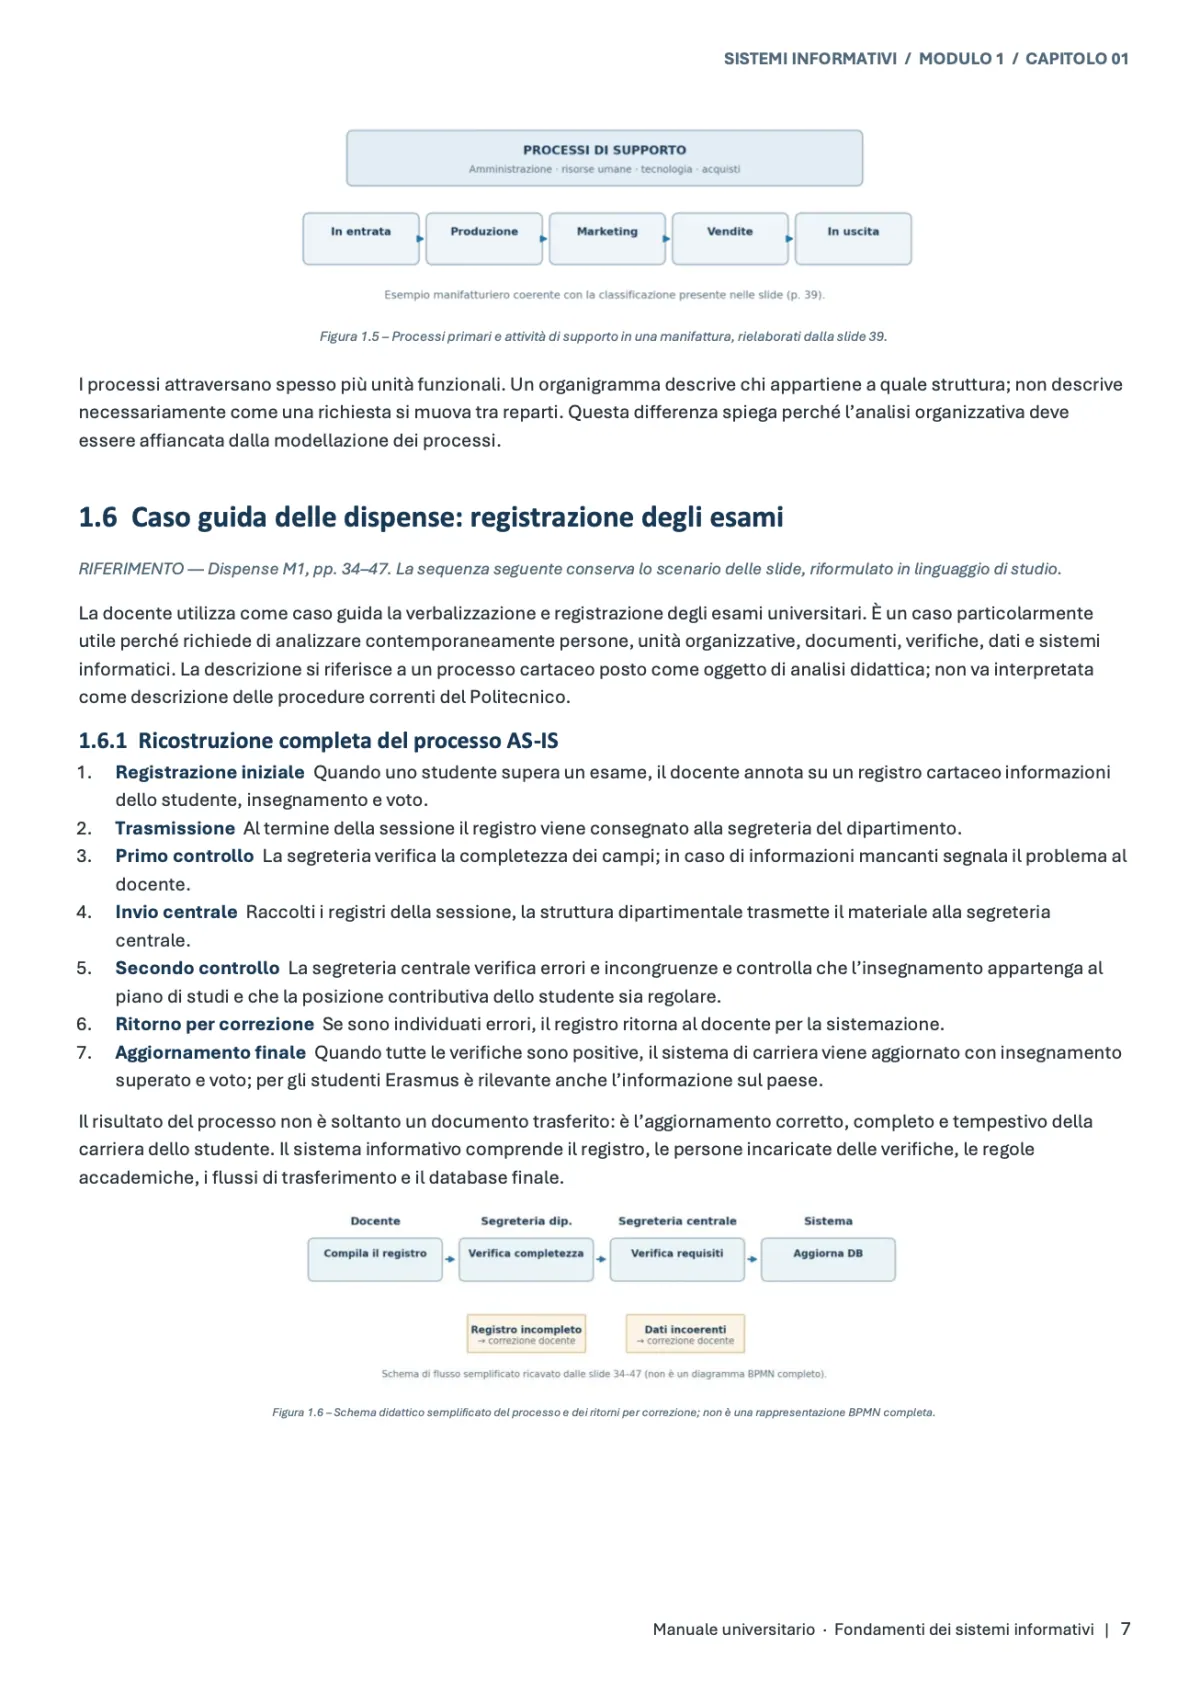 SISTEMI INFORMATIVI / MODULO 1 / CAPITOLO 01
PROCESSI DI SUPPORTO
Amministrazione · risorse umane · tecnologia · acquisti
In entrata
Produzione
Marketing
Vendite
In uscita
Esempio manifatturiero coerente con la classificazione presente nelle slide (p. 39).
Figura 1.5 – Processi primari e attività di supporto in una manifattura, rielaborati dalla slide 39.
I processi attraversano spesso più unità funzionali. Un organigramma descrive chi appartiene a quale struttura; non descrive
necessariamente come una richiesta si muova tra reparti. Questa differenza spiega perché l’analisi organizzativa deve
essere affiancata dalla modellazione dei processi.
1.6 Caso guida delle dispense: registrazione degli esami
RIFERIMENTO — Dispense M1, pp. 34–47. La sequenza seguente conserva lo scenario delle slide, riformulato in linguaggio di studio.
La docente utilizza come caso guida la verbalizzazione e registrazione degli esami universitari. È un caso particolarmente
utile perché richiede di analizzare contemporaneamente persone, unità organizzative, documenti, verifiche, dati e sistemi
informatici. La descrizione si riferisce a un processo cartaceo posto come oggetto di analisi didattica; non va interpretata
come descrizione delle procedure correnti del Politecnico.
1.6.1 Ricostruzione completa del processo AS-IS
1. Registrazione iniziale Quando uno studente supera un esame, il docente annota su un registro cartaceo informazioni
dello studente, insegnamento e voto.
2. Trasmissione Al termine della sessione il registro viene consegnato alla segreteria del dipartimento.
3. Primo controllo La segreteria verifica la completezza dei campi; in caso di informazioni mancanti segnala il problema al
docente.
4. Invio centrale Raccolti i registri della sessione, la struttura dipartimentale trasmette il materiale alla segreteria
centrale.
5. Secondo controllo La segreteria centrale verifica errori e incongruenze e controlla che l’insegnamento appartenga al
piano di studi e che la posizione contributiva dello studente sia regolare.
6. Ritorno per correzione Se sono individuati errori, il registro ritorna al docente per la sistemazione.
7. Aggiornamento finale Quando tutte le verifiche sono positive, il sistema di carriera viene aggiornato con insegnamento
superato e voto; per gli studenti Erasmus è rilevante anche l’informazione sul paese.
Il risultato del processo non è soltanto un documento trasferito: è l’aggiornamento corretto, completo e tempestivo della
carriera dello studente. Il sistema informativo comprende il registro, le persone incaricate delle verifiche, le regole
accademiche, i flussi di trasferimento e il database finale.
Docente
Segreteria dip.
Segreteria centrale
Sistema
Compila il registro
Verifica completezza
Verifica requisiti
Aggiorna DB
Registro incompleto
→ correzione docente
Dati incoerenti
→ correzione docente
Schema di flusso semplificato ricavato dalle slide 34–47 (non è un diagramma BPMN completo).
Figura 1.6 – Schema didattico semplificato del processo e dei ritorni per correzione; non è una rappresentazione BPMN completa.
Manuale universitario · Fondamenti dei sistemi informativi | 7